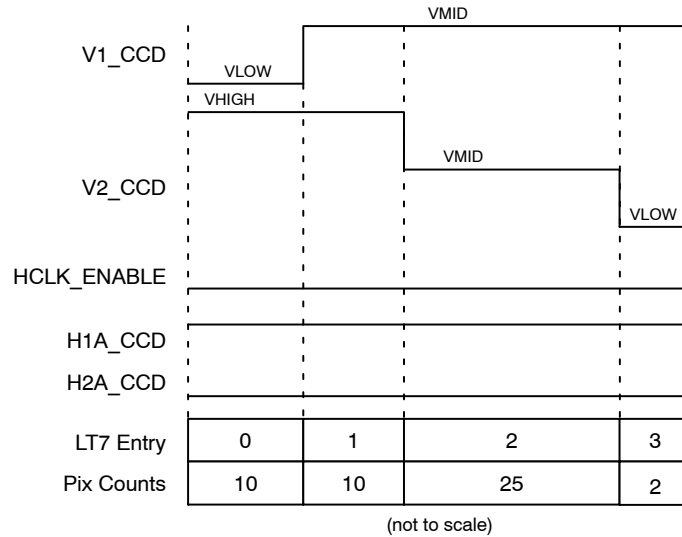 VMID
V1_CCD
VLOW
VHIGH
VMID
V2_CCD
VLOW
HCLK_ENABLE
H1A_CCD
H2A_CCD
LT7 Entry 0 1 2 3
Pix Counts 10 10 25 2
(not to scale)